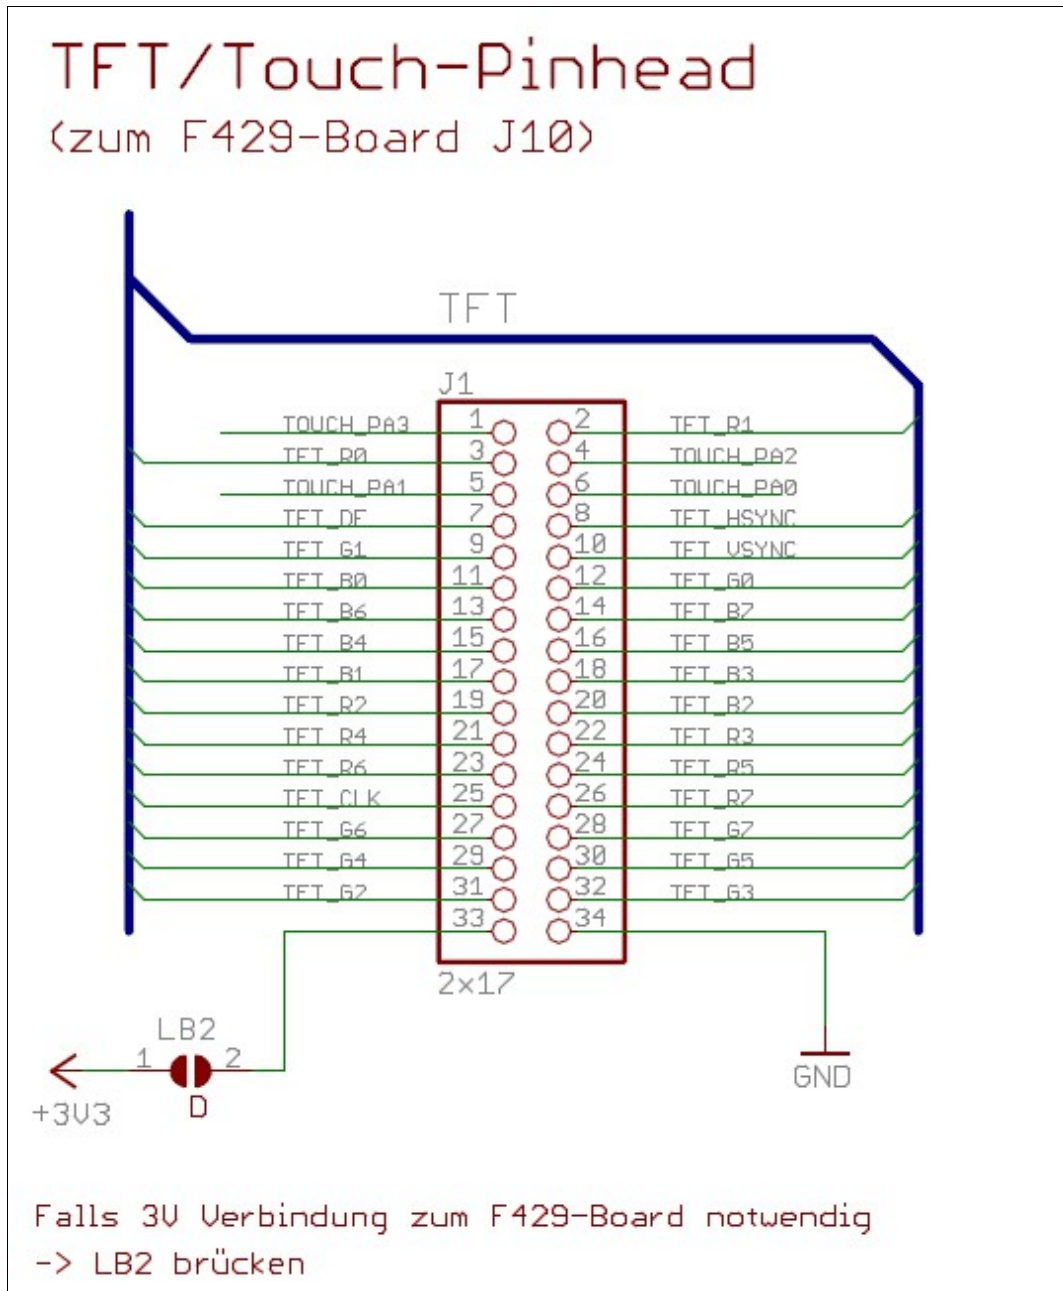 TFT/Touch-Pinhead
(zum F429-Board J10)
TFT
J1
TOUCH_PA3 1 2 TFT_R1
TFT_R0 3 4 TOUCH_PA2
TOUCH_PA1 5 6 TOUCH_PA0
TFT_DE 7 8 TFT_HSYNC
TFT_G1 9 10 TFT_VSYNC
TFT_B0 11 12 TFT_G0
TFT_B6 13 14 TFT_B7
TFT_B4 15 16 TFT_B5
TFT_B1 17 18 TFT_B3
TFT_R2 19 20 TFT_B2
TFT_R4 21 22 TFT_R3
TFT_R6 23 24 TFT_R5
TFT_CLK 25 26 TFT_R7
TFT_G6 27 28 TFT_G7
TFT_G4 29 30 TFT_G5
TFT_G2 31 32 TFT_G3
33 34
2x17
LB2
1 2
D
+3V3
GND
Falls 3V Verbindung zum F429-Board notwendig
-> LB2 brücken